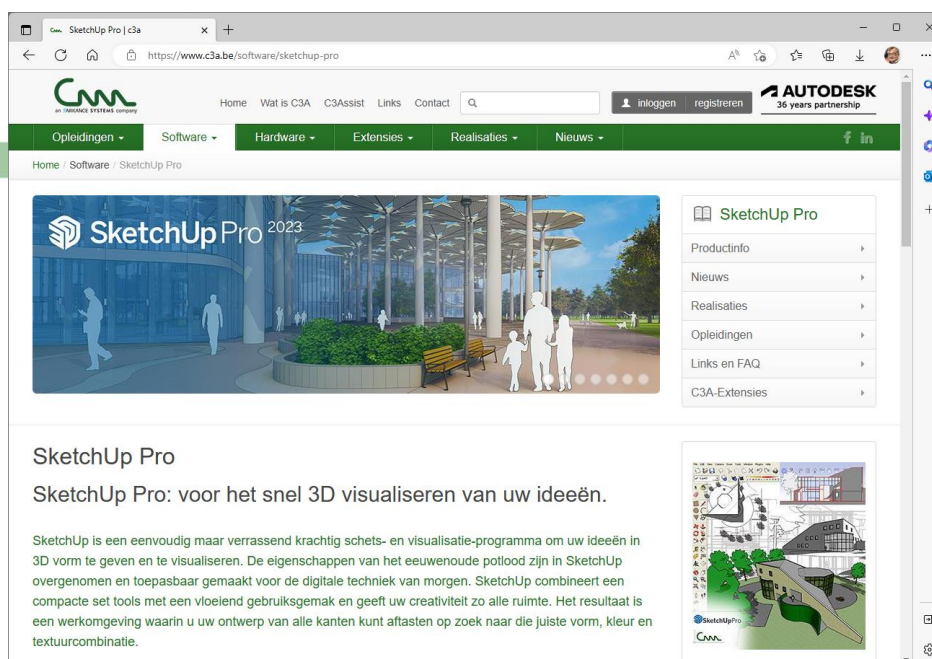 SketchUp Pro | c3a
https://www.c3a.be/software/sketchup-pro
an TARKANCE SYSTEMS company
Home Wat is C3A C3Assist Links Contact
inloggen registreren
AUTODESK
36 years partnership
Opleidingen Software Hardware Extensies Realisaties Nieuws
f in
Home / Software / SketchUp Pro
SketchUp Pro 2023
SketchUp Pro
Productinfo
Nieuws
Realisaties
Opleidingen
Links en FAQ
C3A-Extensies
SketchUp Pro
SketchUp Pro: voor het snel 3D visualiseren van uw ideeën.
SketchUp is een eenvoudig maar verrassend krachtig schets- en visualisatie-programma om uw ideeën in
3D vorm te geven en te visualiseren. De eigenschappen van het eeuwenoude potlood zijn in SketchUp
overgenomen en toepasbaar gemaakt voor de digitale techniek van morgen. SketchUp combineert een
compacte set tools met een vloeiend gebruiksgemak en geeft uw creativiteit zo alle ruimte. Het resultaat is
een werkomgeving waarin u uw ontwerp van alle kanten kunt aftasten op zoek naar die juiste vorm, kleur en
textuurcombinatie.
SketchUpPro